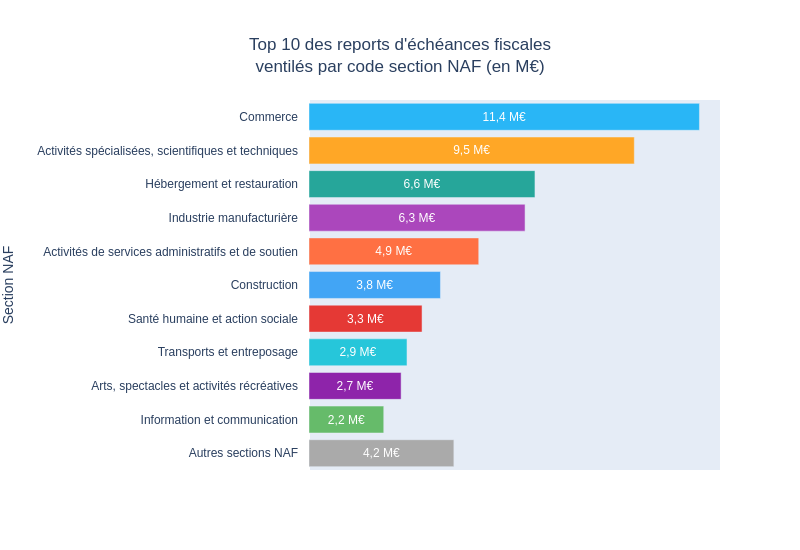 Top 10 des reports d'échéances fiscales
ventilés par code section NAF (en M€)
Section NAF
Commerce 11,4 M€
Activités spécialisées, scientifiques et techniques 9,5 M€
Hébergement et restauration 6,6 M€
Industrie manufacturière 6,3 M€
Activités de services administratifs et de soutien 4,9 M€
Construction 3,8 M€
Santé humaine et action sociale 3,3 M€
Transports et entreposage 2,9 M€
Arts, spectacles et activités récréatives 2,7 M€
Information et communication 2,2 M€
Autres sections NAF 4,2 M€